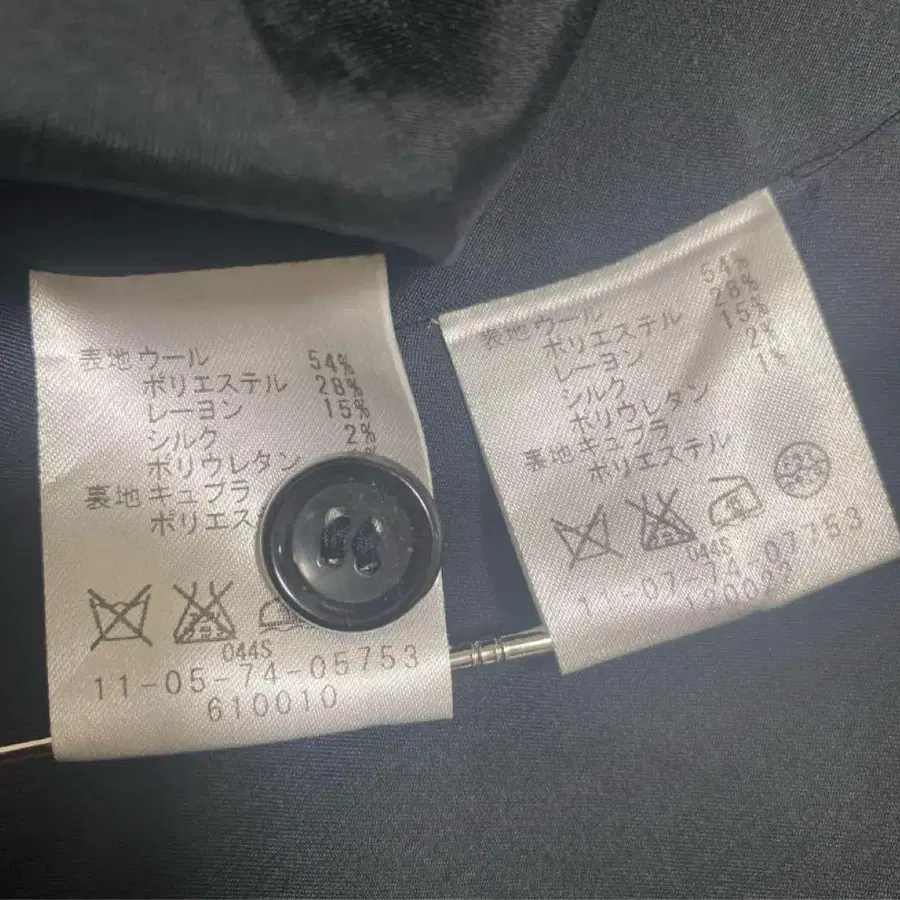 表地ウール 54%
ポリエステル 28%
レーヨン 15%
シルク 2%
ポリウレタン
裏地キュプラ
ポリエス
044S
11-05-74-05753
610010
表地ウール 54%
ポリエステル 28%
レーヨン 15%
シルク 2%
ポリウレタン 1%
裏地キュプラ
ポリエステル
044S
11-07-74-07753